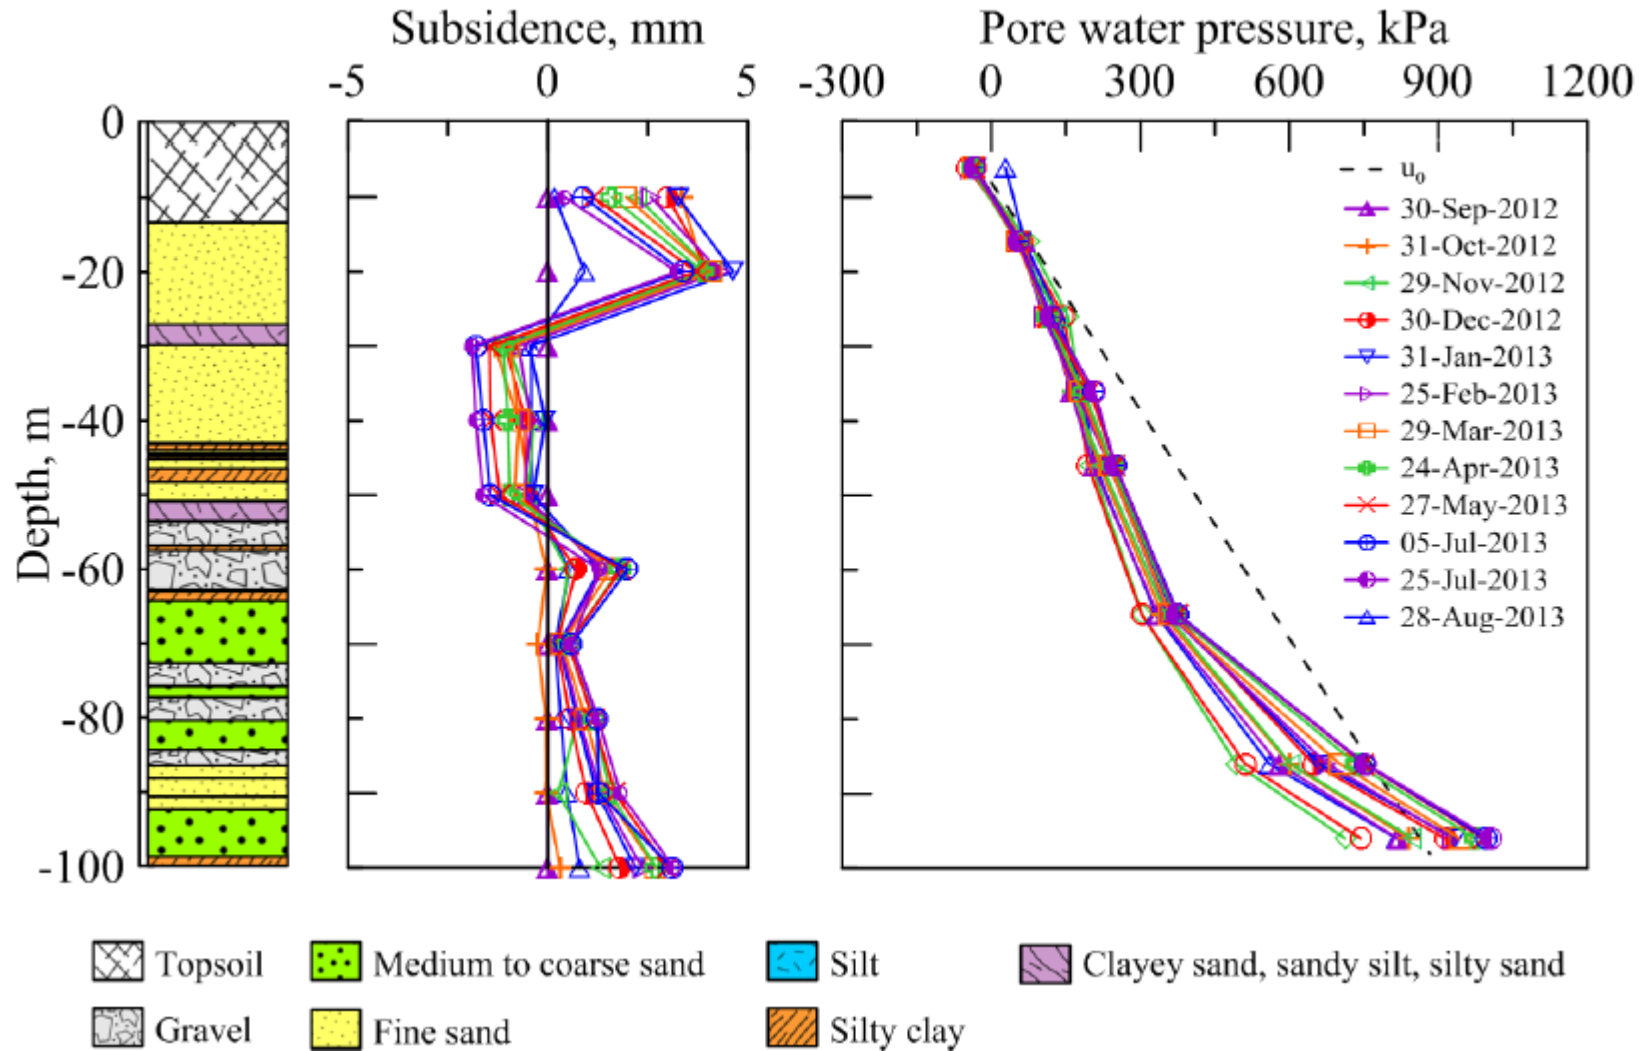 Subsidence, mm
Pore water pressure, kPa
-5 0 5
-300 0 300 600 900 1200
Depth, m
0
-20
-40
-60
-80
-100
u₀
30-Sep-2012
31-Oct-2012
29-Nov-2012
30-Dec-2012
31-Jan-2013
25-Feb-2013
29-Mar-2013
24-Apr-2013
27-May-2013
05-Jul-2013
25-Jul-2013
28-Aug-2013
Topsoil
Medium to coarse sand
Silt
Clayey sand, sandy silt, silty sand
Gravel
Fine sand
Silty clay